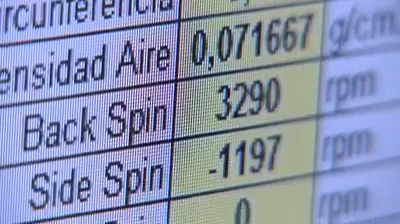 rcunferencia
ensidad Aire 0,071667 g/cm
Back Spin 3290 rpm
Side Spin -1197 rpm
0 rpm